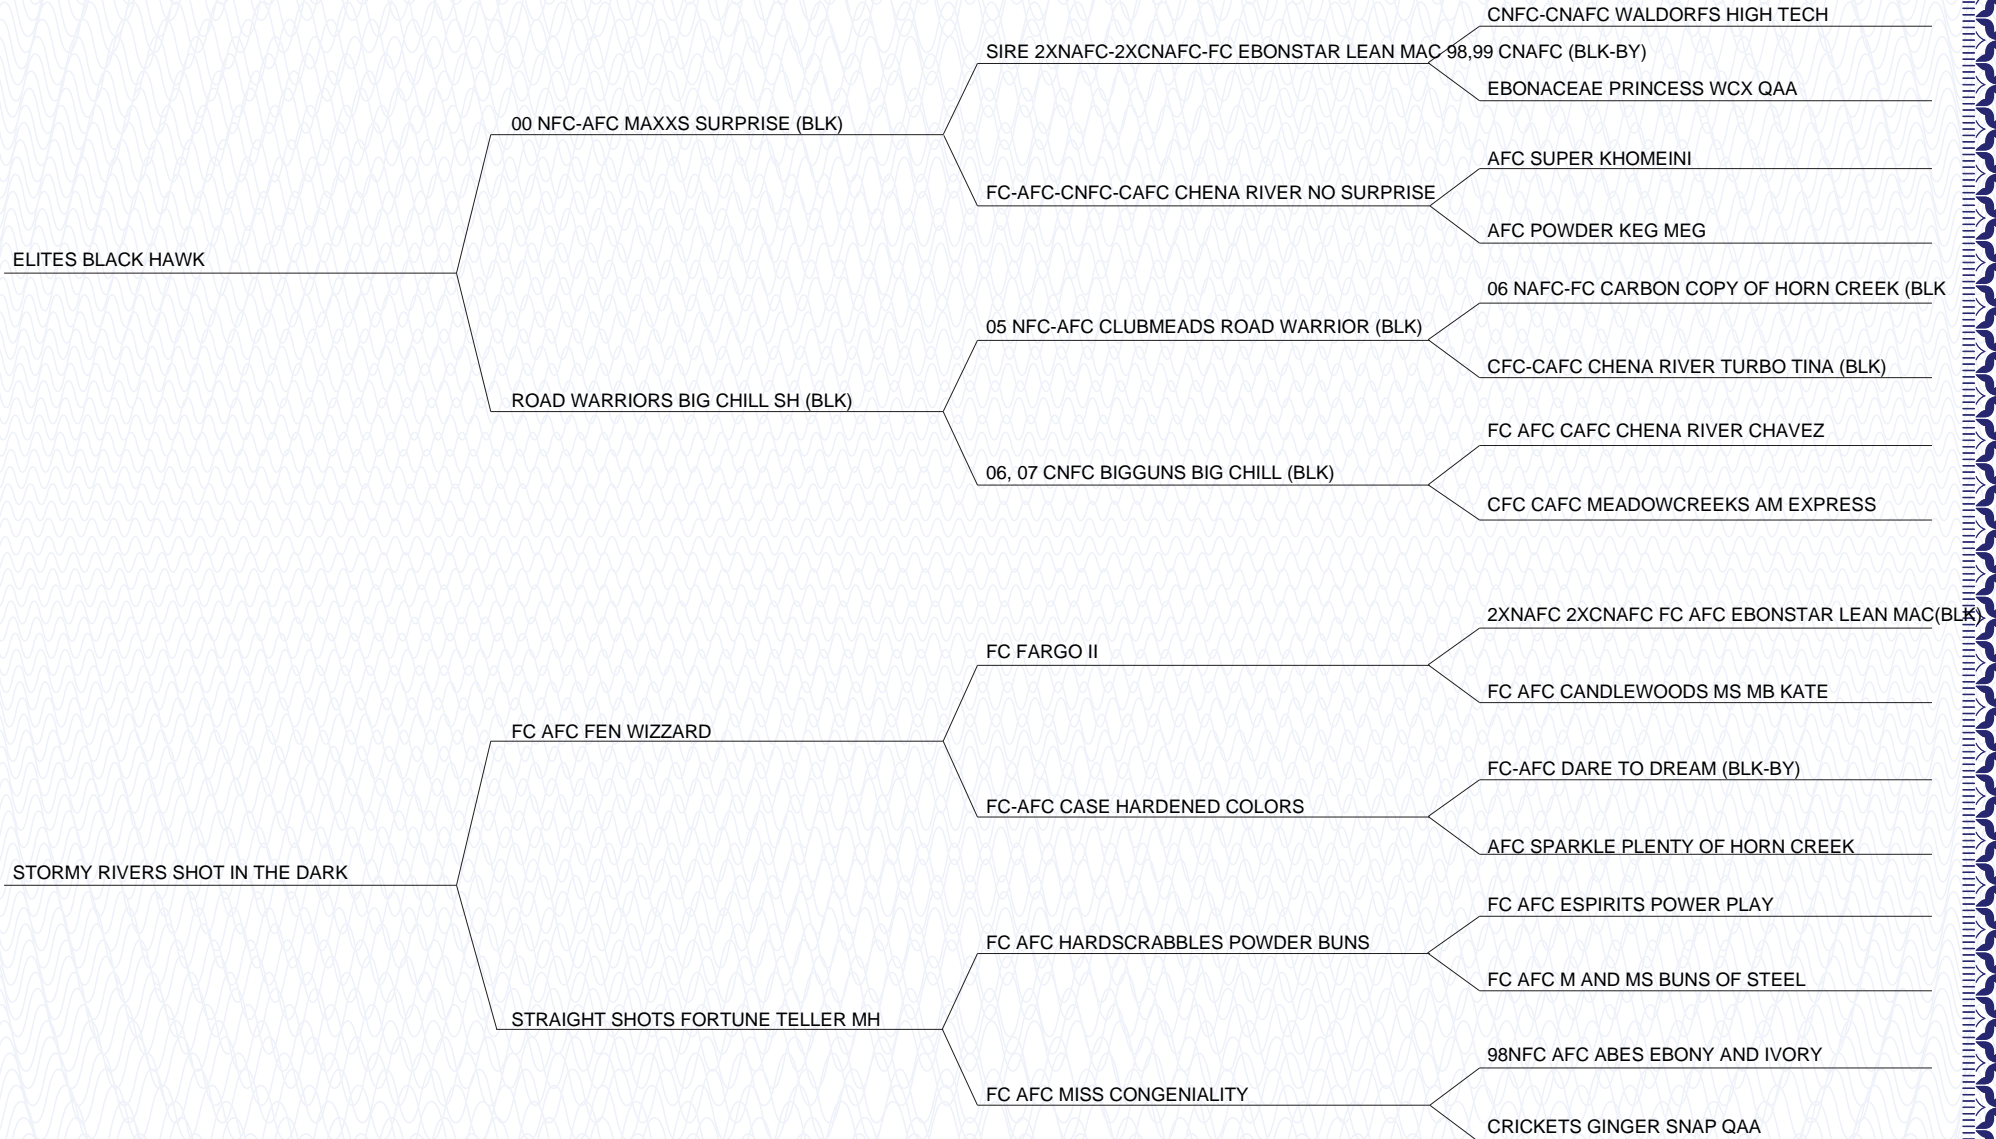 CNFC-CNAFC WALDORFS HIGH TECH
SIRE 2XNAFC-2XCNAFC-FC EBONSTAR LEAN MAC 98,99 CNAFC (BLK-BY)
EBONACEAE PRINCESS WCX QAA
00 NFC-AFC MAXXS SURPRISE (BLK)
AFC SUPER KHOMEINI
FC-AFC-CNFC-CAFC CHENA RIVER NO SURPRISE
AFC POWDER KEG MEG
ELITES BLACK HAWK
06 NAFC-FC CARBON COPY OF HORN CREEK (BLK
05 NFC-AFC CLUBMEADS ROAD WARRIOR (BLK)
CFC-CAFC CHENA RIVER TURBO TINA (BLK)
ROAD WARRIORS BIG CHILL SH (BLK)
FC AFC CAFC CHENA RIVER CHAVEZ
06, 07 CNFC BIGGUNS BIG CHILL (BLK)
CFC CAFC MEADOWCREEKS AM EXPRESS
2XNAFC 2XCNAFC FC AFC EBONSTAR LEAN MAC(BLK)
FC FARGO II
FC AFC CANDLEWOODS MS MB KATE
FC AFC FEN WIZZARD
FC-AFC DARE TO DREAM (BLK-BY)
FC-AFC CASE HARDENED COLORS
AFC SPARKLE PLENTY OF HORN CREEK
STORMY RIVERS SHOT IN THE DARK
FC AFC ESPIRITS POWER PLAY
FC AFC HARDSCRABBLES POWDER BUNS
FC AFC M AND MS BUNS OF STEEL
STRAIGHT SHOTS FORTUNE TELLER MH
98NFC AFC ABES EBONY AND IVORY
FC AFC MISS CONGENIALITY
CRICKETS GINGER SNAP QAA